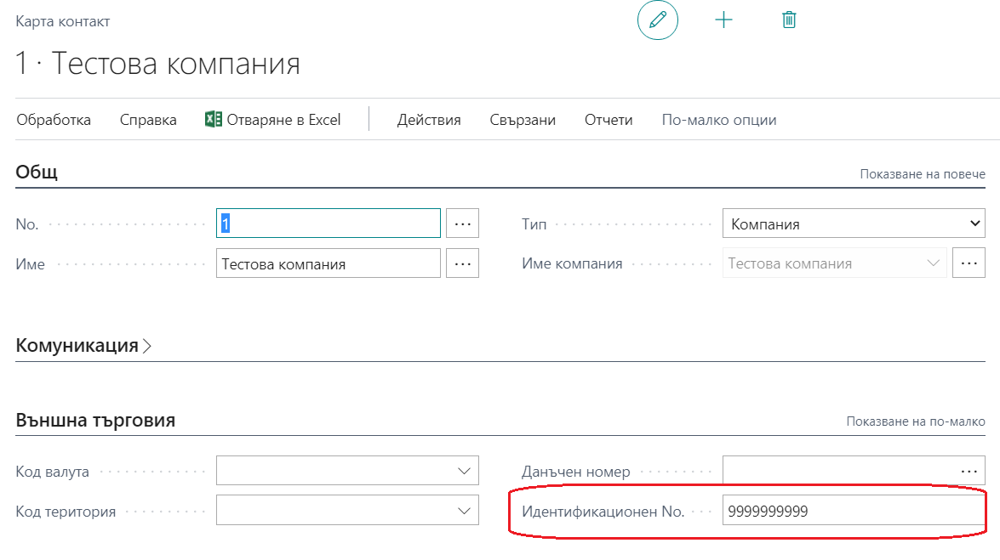 Карта контакт
1 · Тестова компания
Обработка Справка Отваряне в Excel Действия Свързани Отчети По-малко опции
Общ Показване на повече
No. 1 Тип Компания
Име Тестова компания Име компания Тестова компания
Комуникация
Външна търговия Показване на по-малко
Код валута Данъчен номер
Код територия Идентификационен No. 9999999999